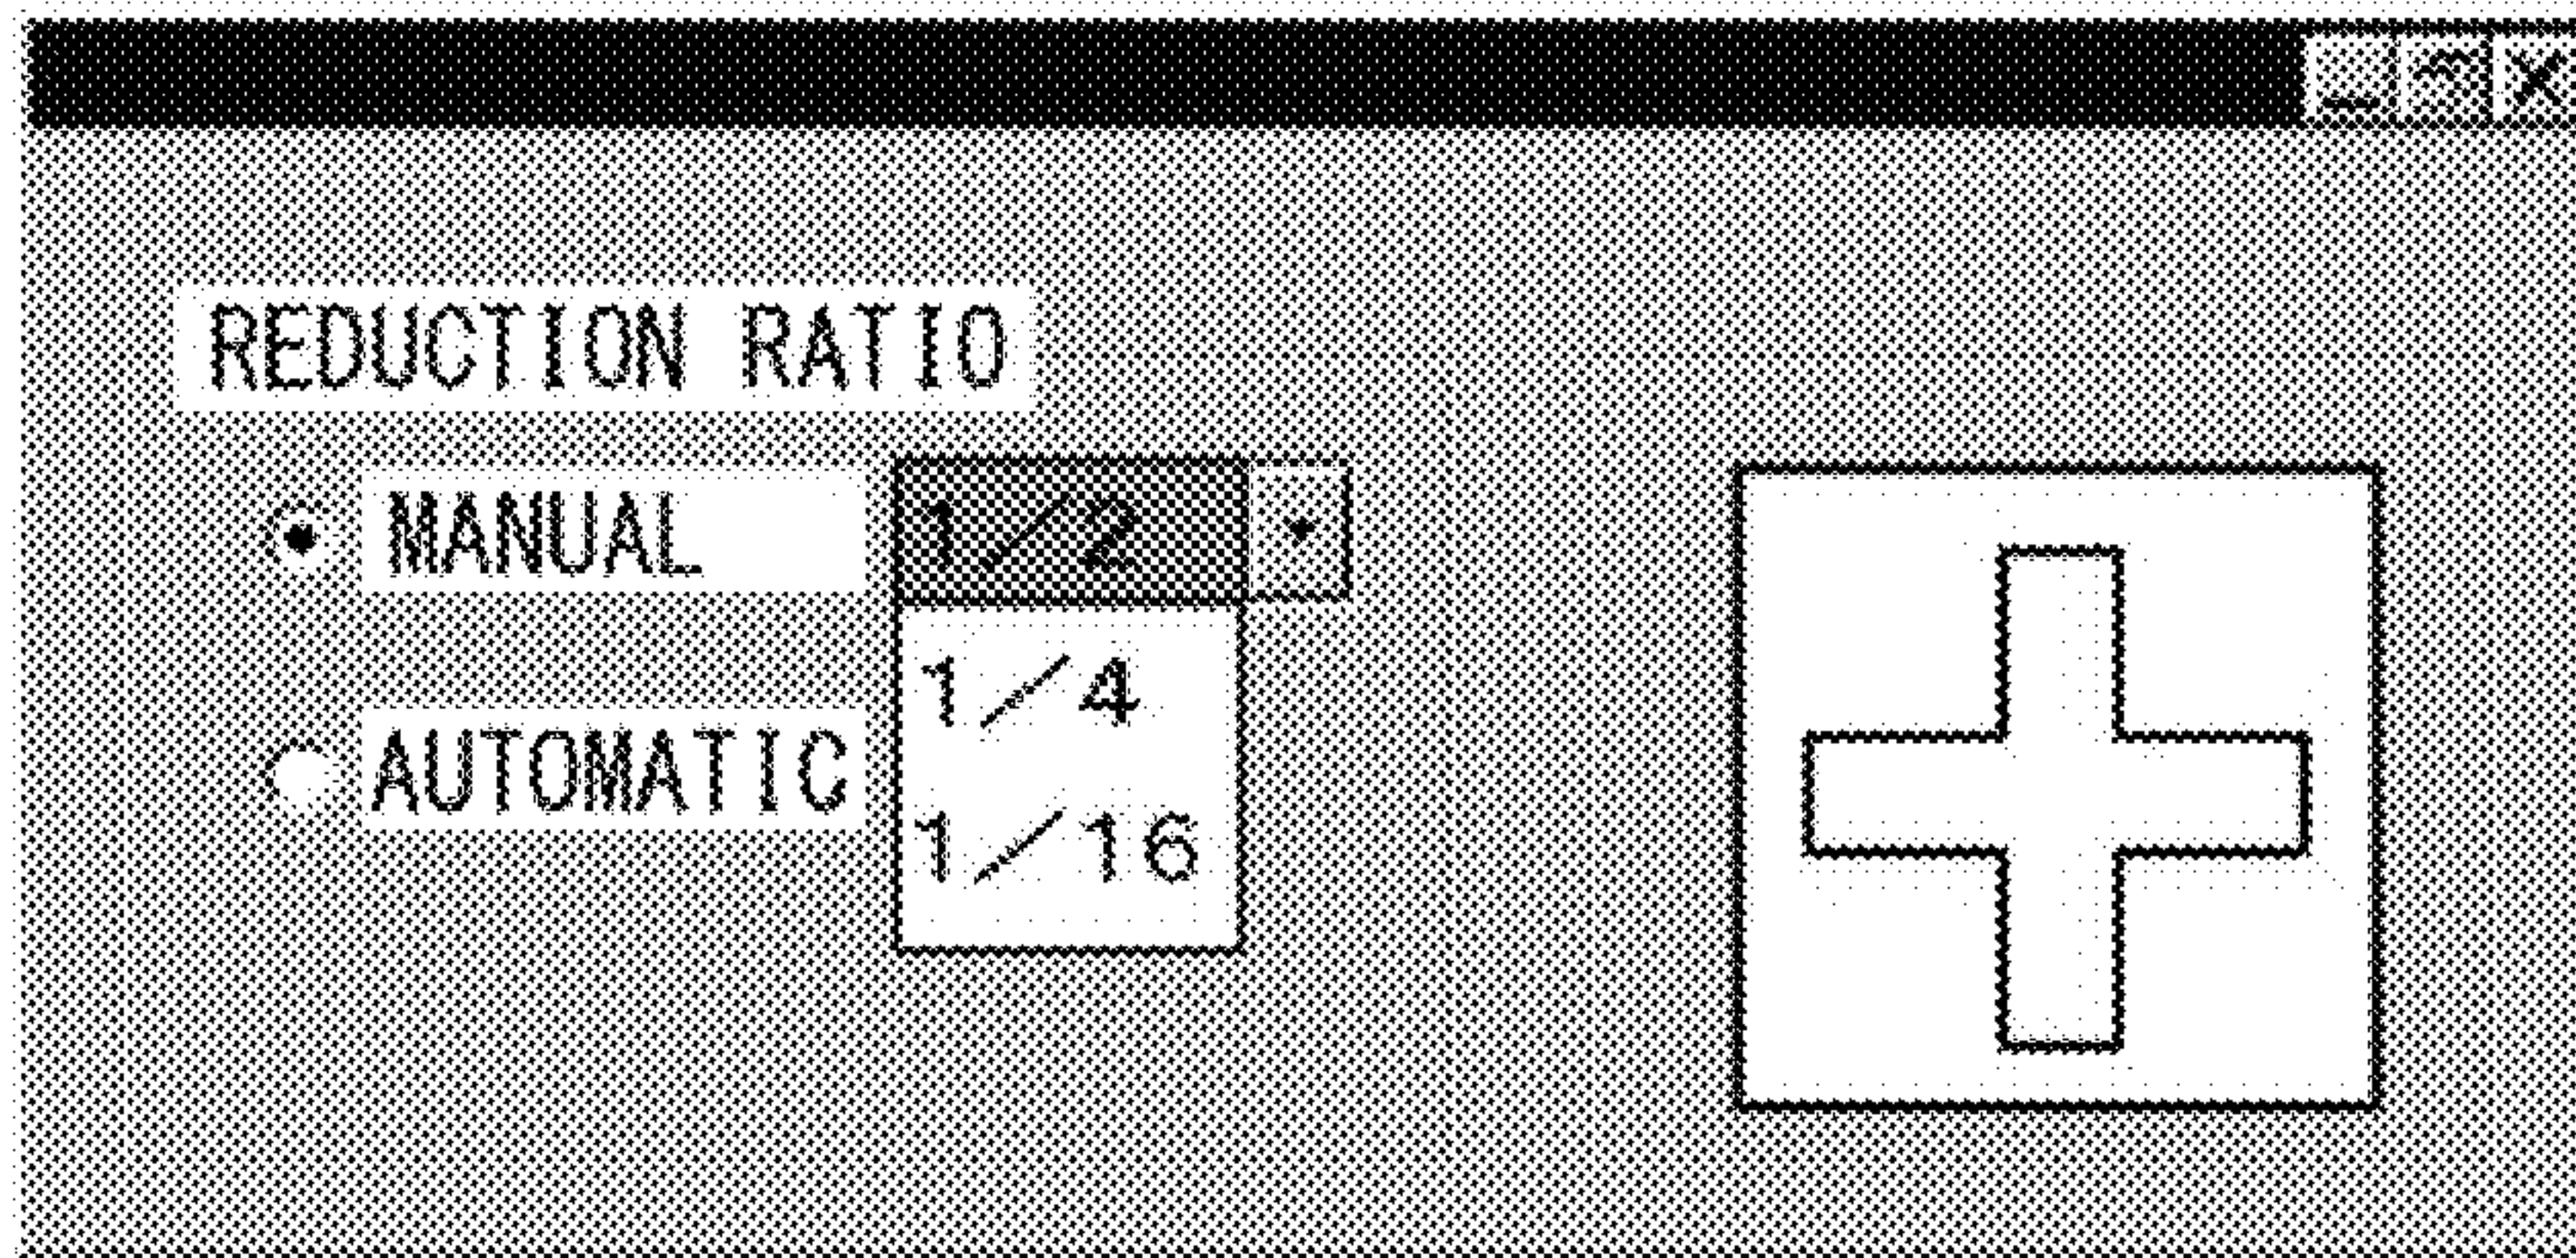 REDUCTION RATIO
MANUAL 1/2
1/4
AUTOMATIC
1/16